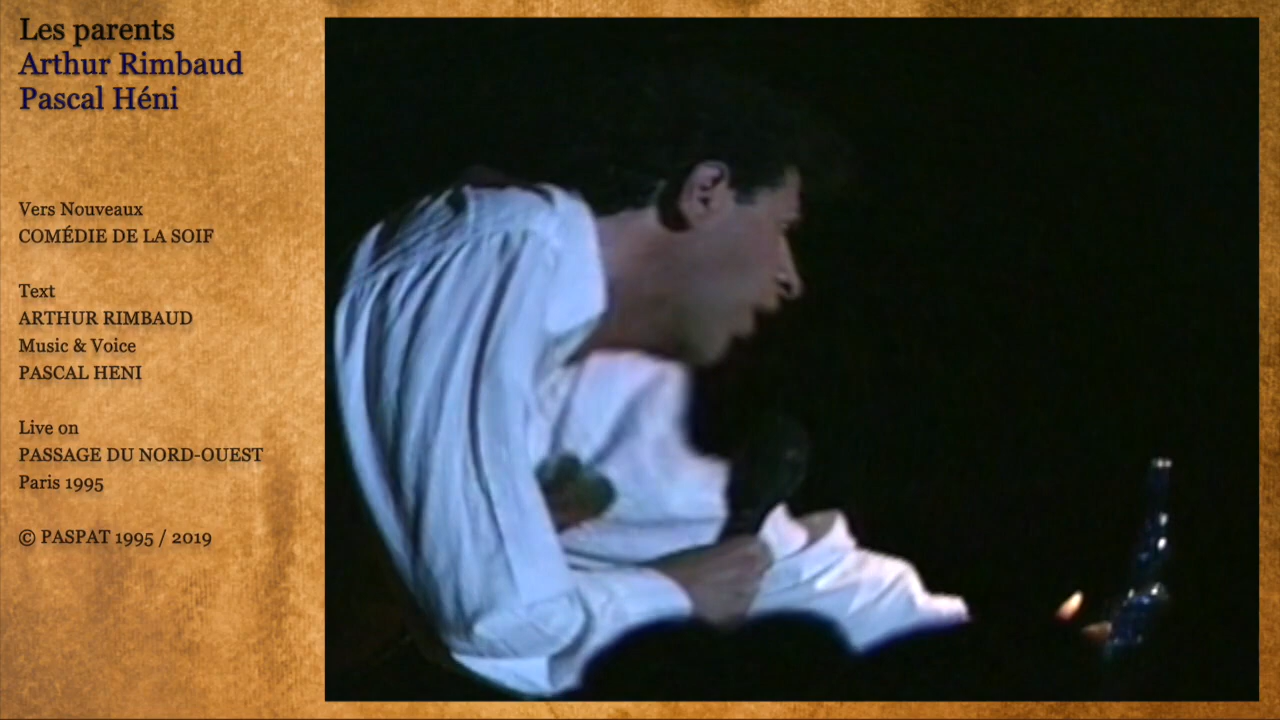 Les parents
Arthur Rimbaud
Pascal Héni
Vers Nouveaux
COMÉDIE DE LA SOIF
Text
ARTHUR RIMBAUD
Music & Voice
PASCAL HENI
Live on
PASSAGE DU NORD-OUEST
Paris 1995
© PASPAT 1995 / 2019